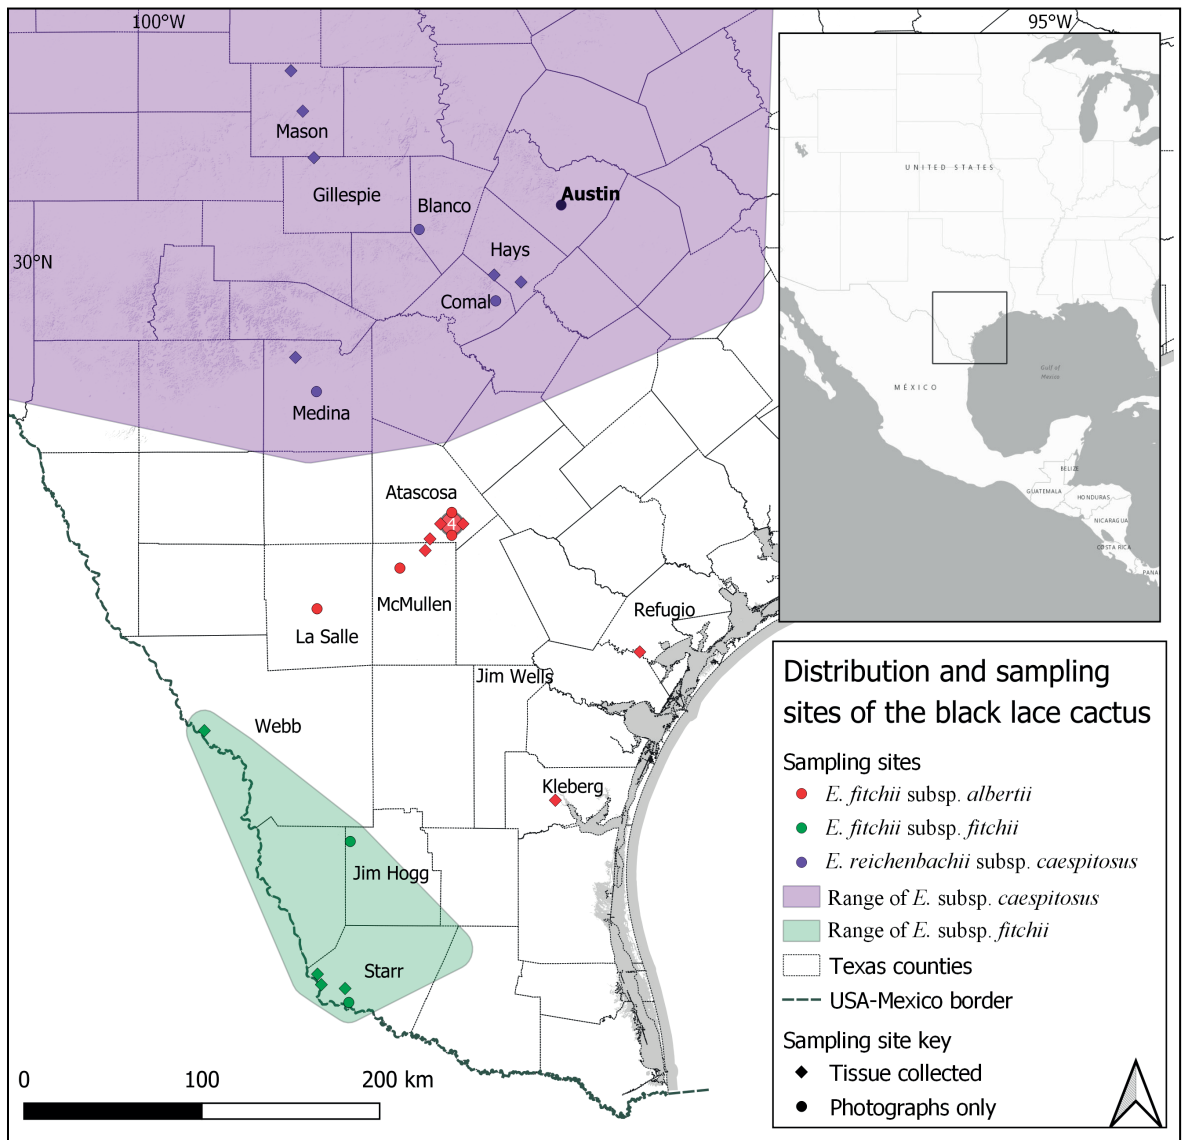 100°W
95°W
Mason
Gillespie
Blanco
Austin
Hays
30°N
Comal
Medina
Atascosa
4
McMullen
La Salle
Refugio
Jim Wells
Webb
Kleberg
Jim Hogg
Starr
0 100 200 km
UNITED STATES
MÉXICO
Gulf of
Mexico
BELIZE
GUATEMALA
HONDURAS
NICARAGUA
COSTA RICA
PANA
Distribution and sampling
sites of the black lace cactus
Sampling sites
E. fitchii subsp. albertii
E. fitchii subsp. fitchii
E. reichenbachii subsp. caespitosus
Range of E. subsp. caespitosus
Range of E. subsp. fitchii
Texas counties
USA-Mexico border
Sampling site key
Tissue collected
Photographs only